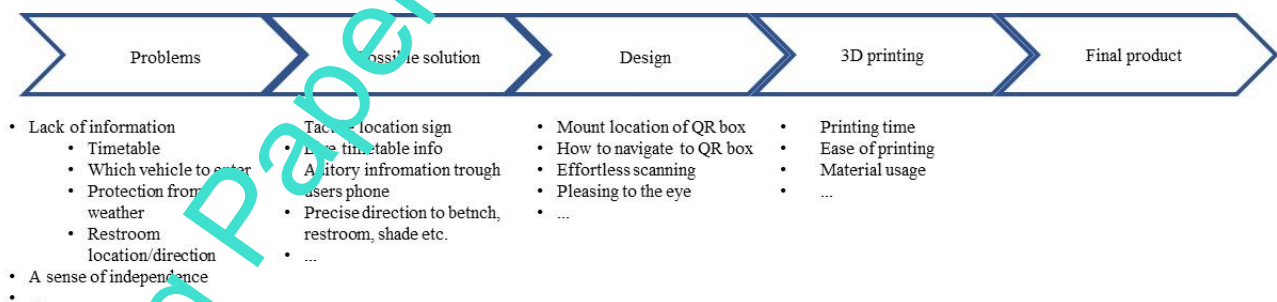 Problems
solution
Design
3D printing
Final product
• Lack of information
• Timetable
• Which vehicle to
• Protection from
weather
• Restroom
location/direction
• A sense of independence
•
location sign
• timetable info
infromation trough
users phone
• Precise direction to betnch,
restroom, shade etc.
• ...
• Mount location of QR box
• How to navigate to QR box
• Effortless scanning
• Pleasing to the eye
• ...
• Printing time
• Ease of printing
• Material usage
• ...
Paper